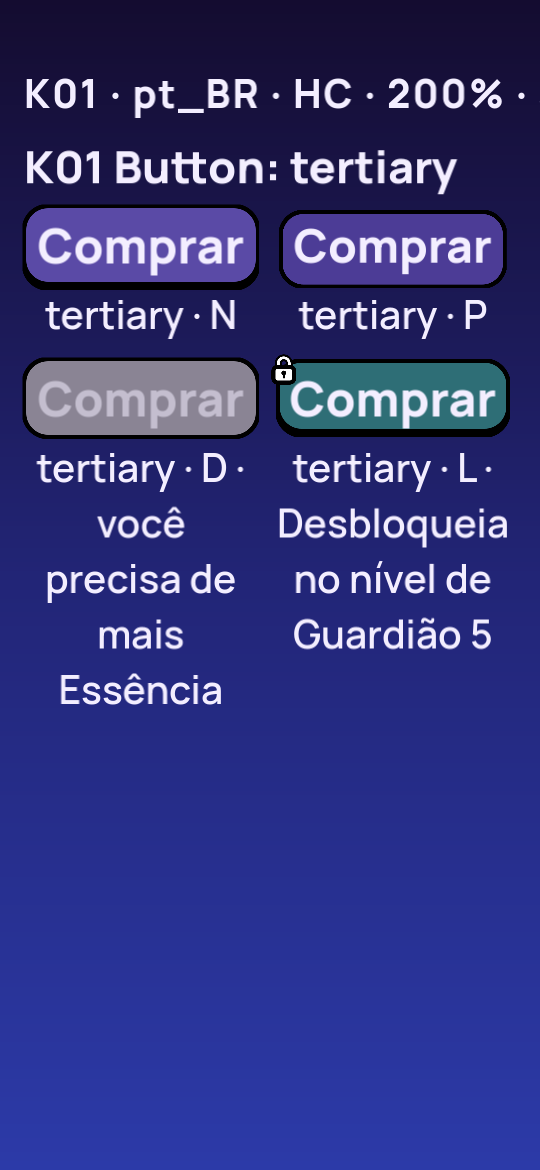 K01 · pt_BR · HC · 200% ·
K01 Button: tertiary
Comprar
Comprar
tertiary · N
tertiary · P
Comprar
Comprar
tertiary · D ·
você
precisa de
mais
Essência
tertiary · L ·
Desbloqueia
no nível de
Guardião 5